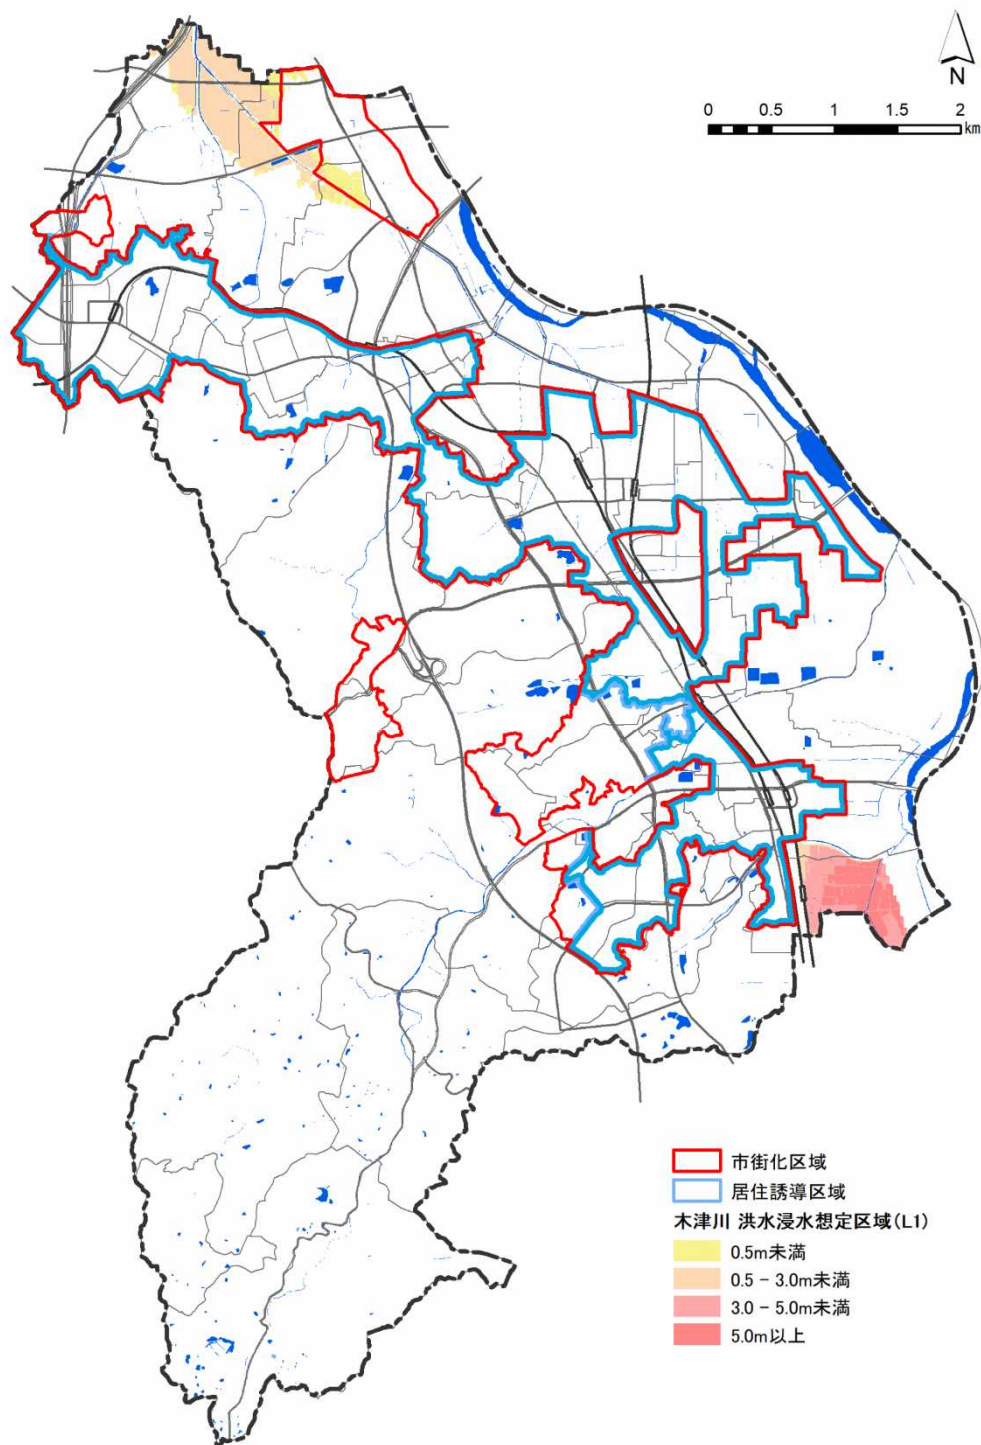 N
0 0.5 1 1.5 2
km
市街化区域
居住誘導区域
木津川 洪水浸水想定区域(L1)
0.5m未満
0.5 - 3.0m未満
3.0 - 5.0m未満
5.0m以上